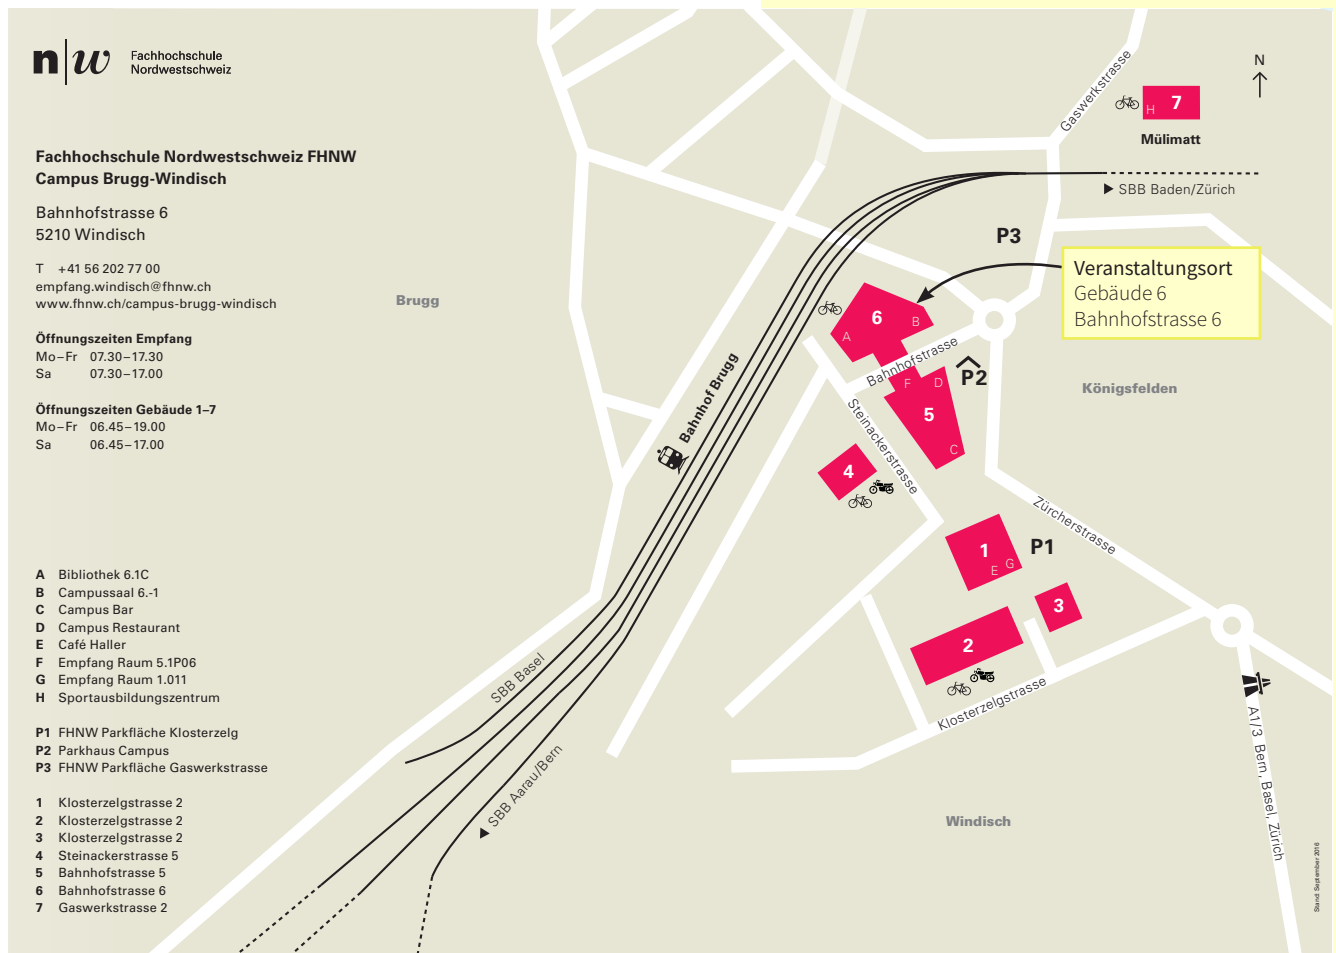 n|w Fachhochschule
Nordwestschweiz
Fachhochschule Nordwestschweiz FHNW
Campus Brugg-Windisch
Bahnhofstrasse 6
5210 Windisch
T +41 56 202 77 00
empfang.windisch@fhnw.ch
www.fhnw.ch/campus-brugg-windisch
Öffnungszeiten Empfang
Mo–Fr 07.30–17.30
Sa 07.30–17.00
Öffnungszeiten Gebäude 1–7
Mo–Fr 06.45–19.00
Sa 06.45–17.00
A Bibliothek 6.1C
B Campussaal 6.-1
C Campus Bar
D Campus Restaurant
E Café Haller
F Empfang Raum 5.1P06
G Empfang Raum 1.011
H Sportausbildungszentrum
P1 FHNW Parkfläche Klosterzelg
P2 Parkhaus Campus
P3 FHNW Parkfläche Gaswerkstrasse
1 Klosterzelgstrasse 2
2 Klosterzelgstrasse 2
3 Klosterzelgstrasse 2
4 Steinackerstrasse 5
5 Bahnhofstrasse 5
6 Bahnhofstrasse 6
7 Gaswerkstrasse 2
N
Gaswerkstrasse
H 7
Mülimatt
SBB Baden/Zürich
P3
Veranstaltungsort
Gebäude 6
Bahnhofstrasse 6
Brugg
6
A
B
Bahnhofstrasse
P2
Königsfelden
Bahnhof Brugg
F
D
5
C
Steinackerstrasse
4
Zürcherstrasse
1
E
G
P1
3
2
Klosterzelgstrasse
SBB Basel
SBB Aarau/Bern
A1/3 Bern, Basel, Zürich
Windisch
Stand: September 2016